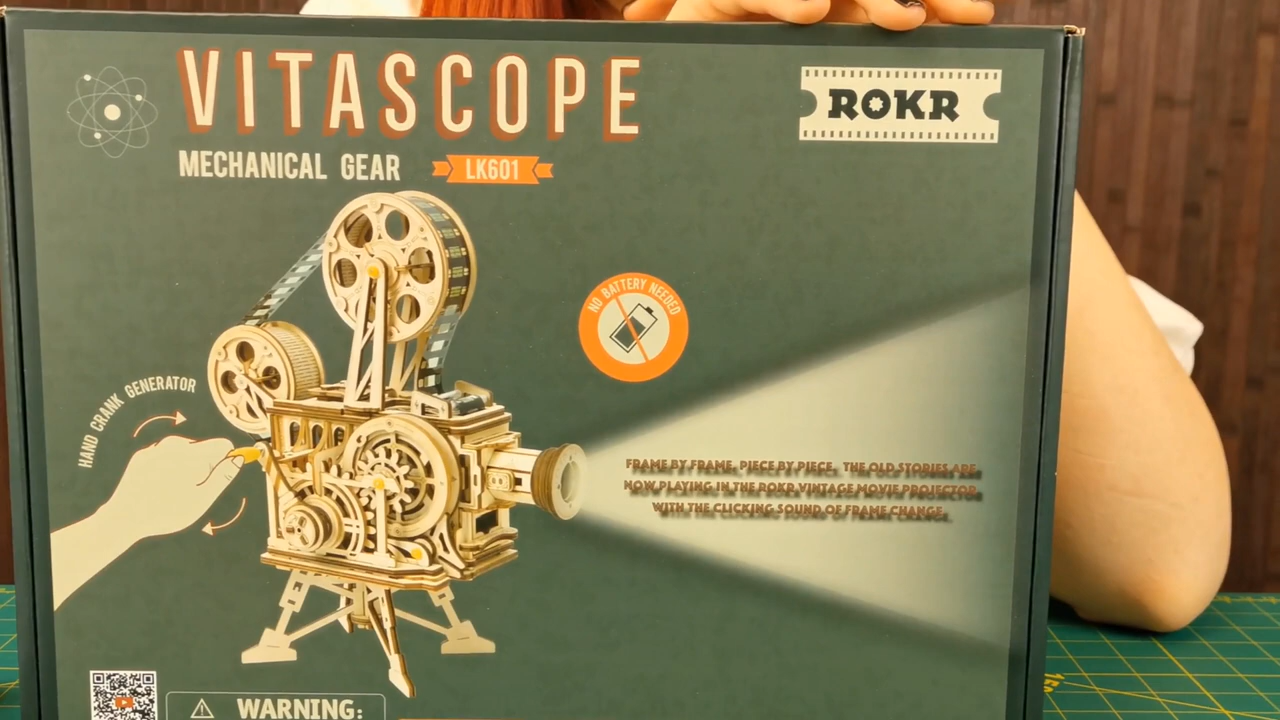 VITASCOPE
ROKR
MECHANICAL GEAR
LK601
NO BATTERY NEEDED
HAND CRANK GENERATOR
FRAME BY FRAME, PIECE BY PIECE, THE OLD STORIES ARE
NOW PLAYING IN THE ROKR VINTAGE MOVIE PROJECTOR
WITH THE CLICKING SOUND OF FRAME CHANGE.
WARNING: